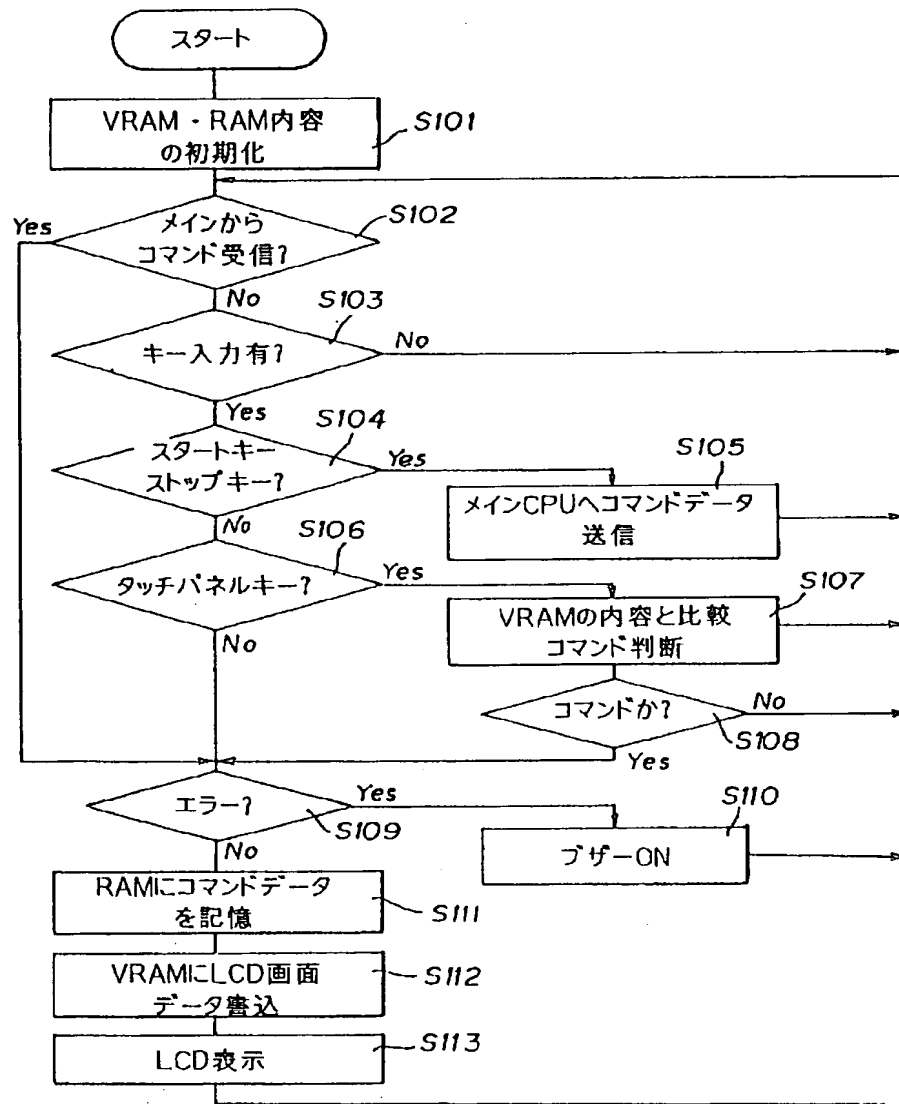 スタート
VRAM・RAM内容
の初期化
S101
メインから
コマンド受信?
S102
Yes
No
キー入力有?
S103
No
Yes
スタートキー
ストップキー?
S104
Yes
No
メインCPUへコマンドデータ
送信
S105
タッチパネルキー?
S106
Yes
No
VRAMの内容と比較
コマンド判断
S107
コマンドか?
S108
No
Yes
エラー?
S109
Yes
No
ブザーON
S110
RAMにコマンドデータ
を記憶
S111
VRAMにLCD画面
データ書込
S112
LCD表示
S113